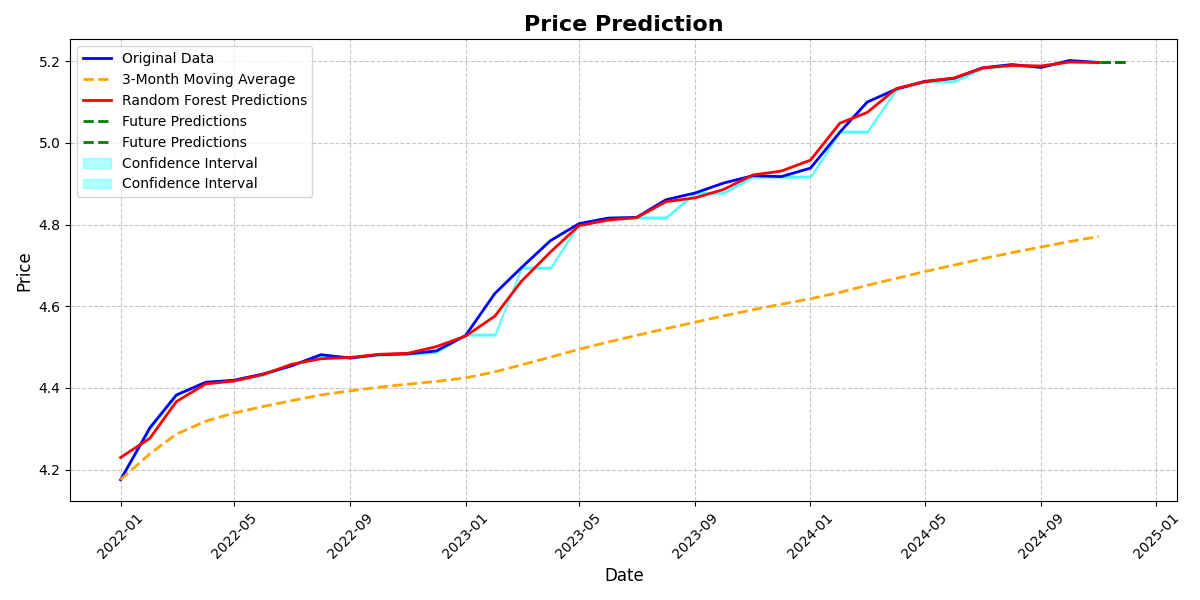 Price Prediction
Original Data
3-Month Moving Average
Random Forest Predictions
Future Predictions
Future Predictions
Confidence Interval
Confidence Interval
5.2
5.0
4.8
4.6
4.4
4.2
Price
2022-01
2022-05
2022-09
2023-01
2023-05
2023-09
2024-01
2024-05
2024-09
2025-01
Date